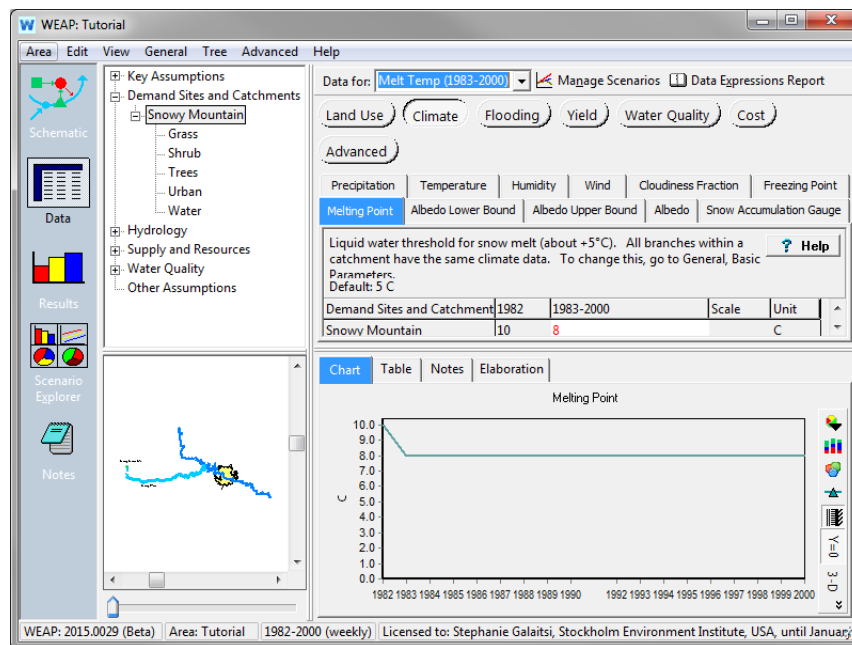 WEAP: Tutorial
Area Edit View General Tree Advanced Help
Schematic
Data
Results
Scenario
Explorer
Notes
Key Assumptions
Demand Sites and Catchments
Snowy Mountain
Grass
Shrub
Trees
Urban
Water
Hydrology
Supply and Resources
Water Quality
Other Assumptions
Data for: Melt Temp (1983-2000) Manage Scenarios Data Expressions Report
Land Use Climate Flooding Yield Water Quality Cost
Advanced
Precipitation Temperature Humidity Wind Cloudiness Fraction Freezing Point
Melting Point Albedo Lower Bound Albedo Upper Bound Albedo Snow Accumulation Gauge
Liquid water threshold for snow melt (about +5°C). All branches within a
catchment have the same climate data. To change this, go to General, Basic
Parameters.
Default: 5 C
? Help
Demand Sites and Catchment 1982 1983-2000 Scale Unit
Snowy Mountain 10 8 C
Chart Table Notes Elaboration
Melting Point
C
10.0
9.0
8.0
7.0
6.0
5.0
4.0
3.0
2.0
1.0
0.0
1982 1983 1984 1985 1986 1987 1988 1989 1990 1992 1993 1994 1995 1996 1997 1998 1999 2000
Y=0
3-D
WEAP: 2015.0029 (Beta) Area: Tutorial 1982-2000 (weekly) Licensed to: Stephanie Galaitsi, Stockholm Environment Institute, USA, until January